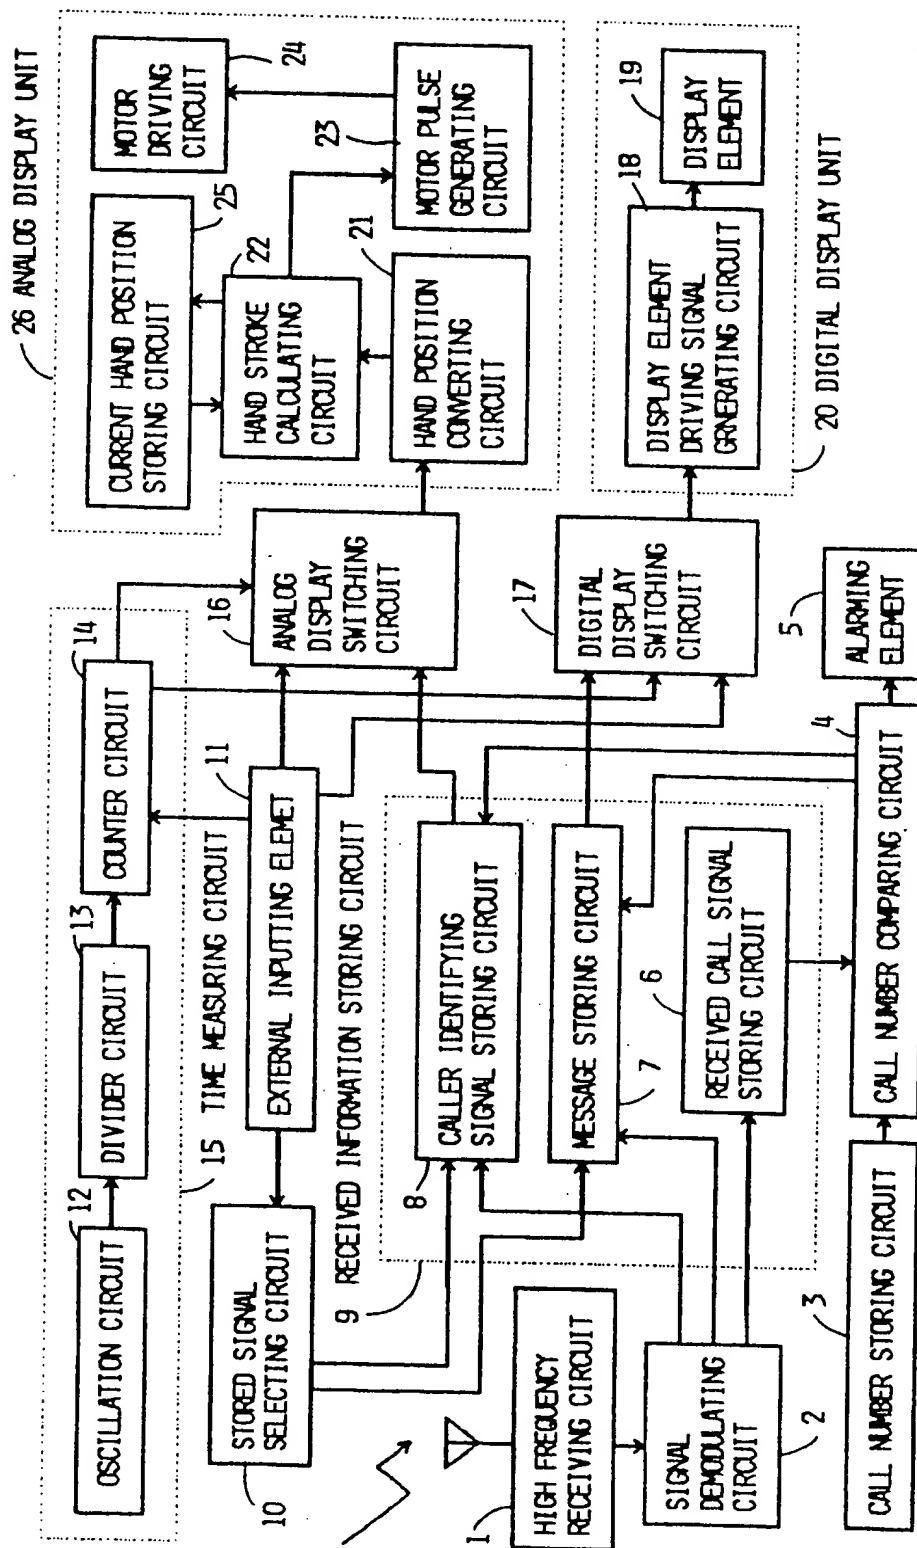 26 ANALOG DISPLAY UNIT
MOTOR
DRIVING
CIRCUIT
24
CURRENT HAND POSITION
STORING CIRCUIT
25
HAND STROKE
CALCULATING
CIRCUIT
22
MOTOR PULSE
GENERATING
CIRCUIT
23
HAND POSITION
CONVERTING
CIRCUIT
21
OSCILLATION CIRCUIT
12
DIVIDER CIRCUIT
13
COUNTER CIRCUIT
14
15 TIME MEASURING CIRCUIT
ANALOG
DISPLAY
SWITCHING
CIRCUIT
16
STORED SIGNAL
SELECTING CIRCUIT
10
EXTERNAL INPUTTING ELEMET
11
9 RECEIVED INFORMATION STORING CIRCUIT
CALLER IDENTIFYING
SIGNAL STORING CIRCUIT
8
MESSAGE STORING CIRCUIT
7
RECEIVED CALL SIGNAL
STORING CIRCUIT
6
DIGITAL
DISPLAY
SWITCHING
CIRCUIT
17
DISPLAY ELEMENT
DRIVING SIGNAL
GRNERATING CIRCUIT
18
DISPLAY
ELEMENT
19
20 DIGITAL DISPLAY UNIT
HIGH FREQUENCY
RECEIVING CIRCUIT
1
SIGNAL
DEMODULATING
CIRCUIT
2
CALL NUMBER STORING CIRCUIT
3
CALL NUMBER COMPARING CIRCUIT
4
ALARMING
ELEMENT
5